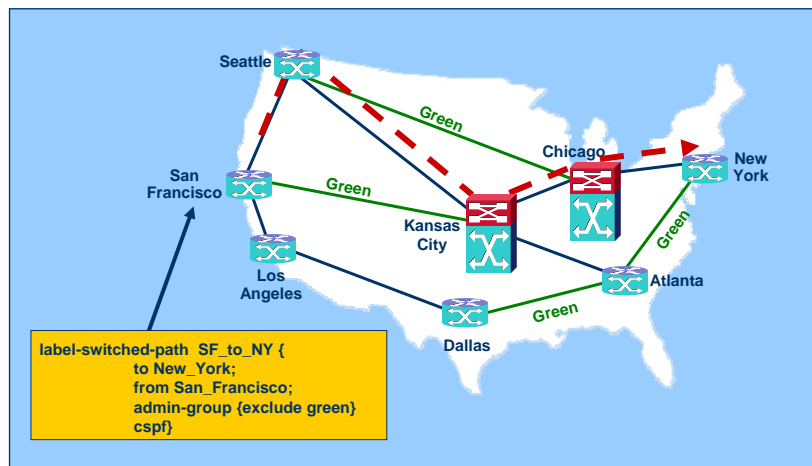 Seattle
Green
Chicago
New
York
San
Francisco
Green
Kansas
City
Green
Los
Angeles
Atlanta
Green
Dallas
label-switched-path SF_to_NY {
to New_York;
from San_Francisco;
admin-group {exclude green}
cspf}